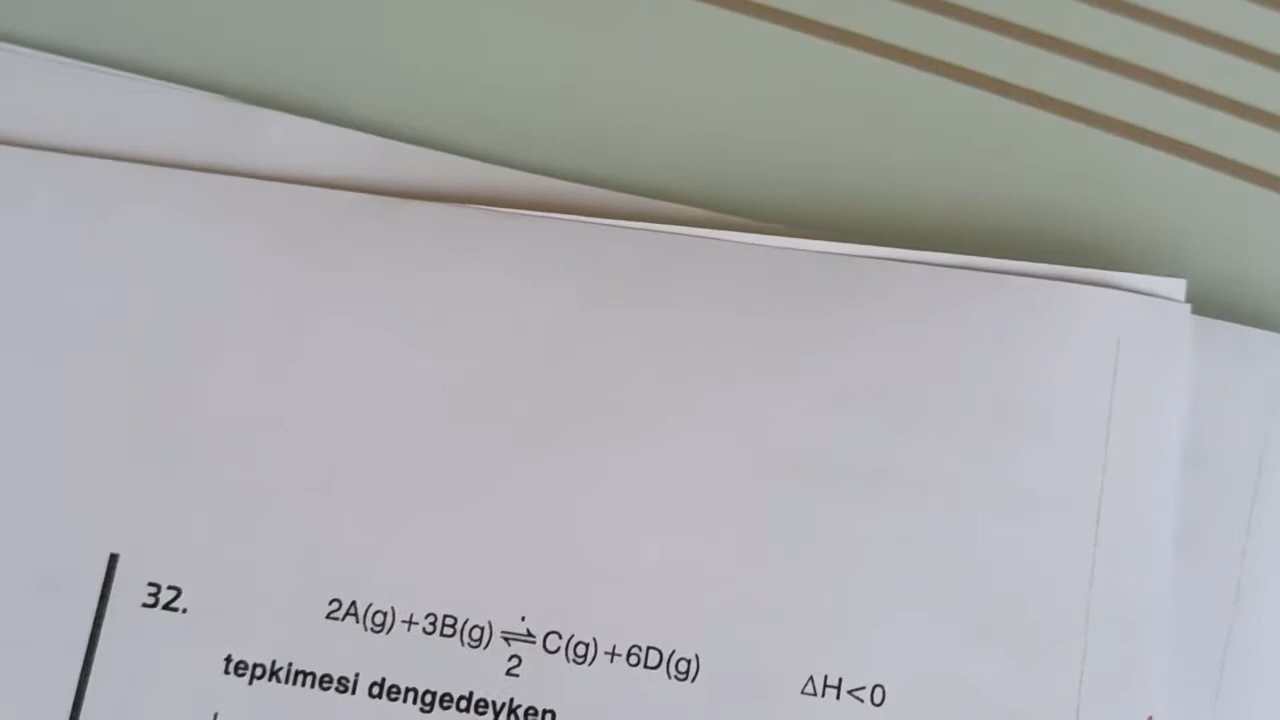 32.
2A(g)+3B(g) ⇌ C(g)+6D(g) ΔH<0
2
tepkimesi dengedeyken